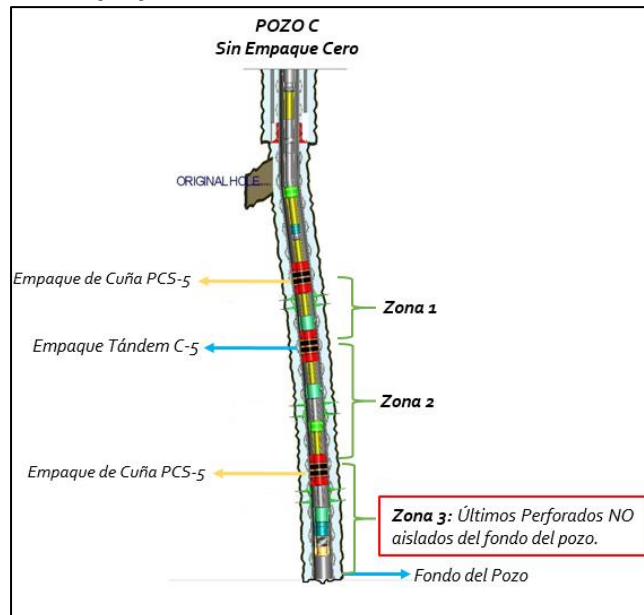 POZO C
Sin Empaque Cero
ORIGINAL HOLE....
Empaque de Cuña PCS-5
Zona 1
Empaque Tándem C-5
Zona 2
Empaque de Cuña PCS-5
Zona 3: Últimos Perforados NO
aislados del fondo del pozo.
Fondo del Pozo